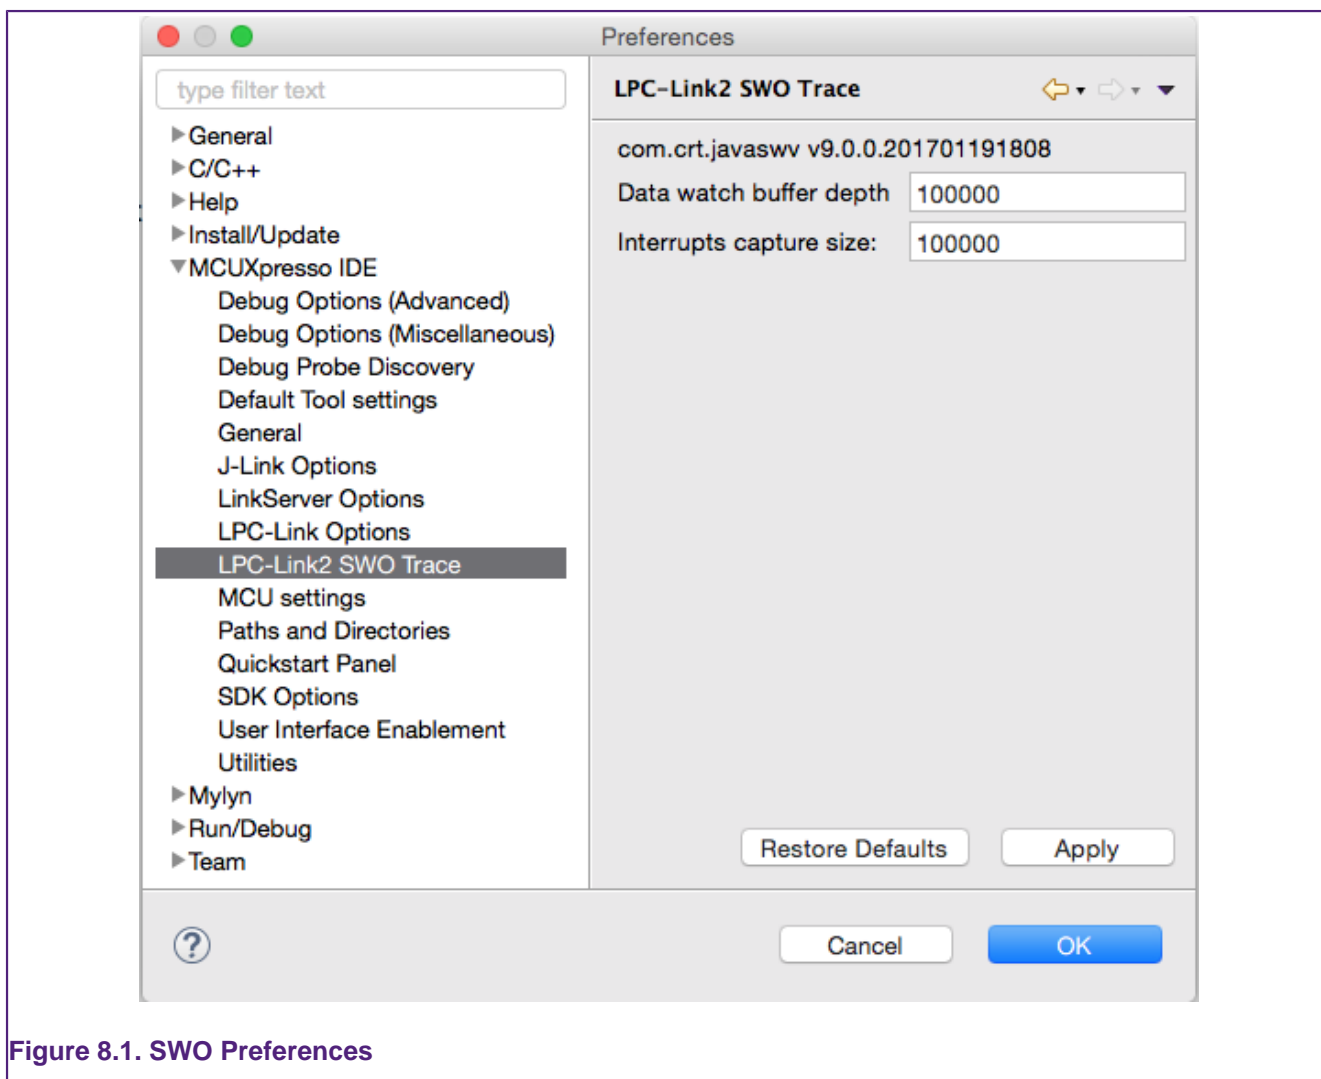 Preferences
type filter text
General
C/C++
Help
Install/Update
MCUXpresso IDE
Debug Options (Advanced)
Debug Options (Miscellaneous)
Debug Probe Discovery
Default Tool settings
General
J-Link Options
LinkServer Options
LPC-Link Options
LPC-Link2 SWO Trace
MCU settings
Paths and Directories
Quickstart Panel
SDK Options
User Interface Enablement
Utilities
Mylyn
Run/Debug
Team
LPC-Link2 SWO Trace
com.crt.javaswv v9.0.0.201701191808
Data watch buffer depth 100000
Interrupts capture size: 100000
Restore Defaults Apply
? Cancel OK
Figure 8.1. SWO Preferences